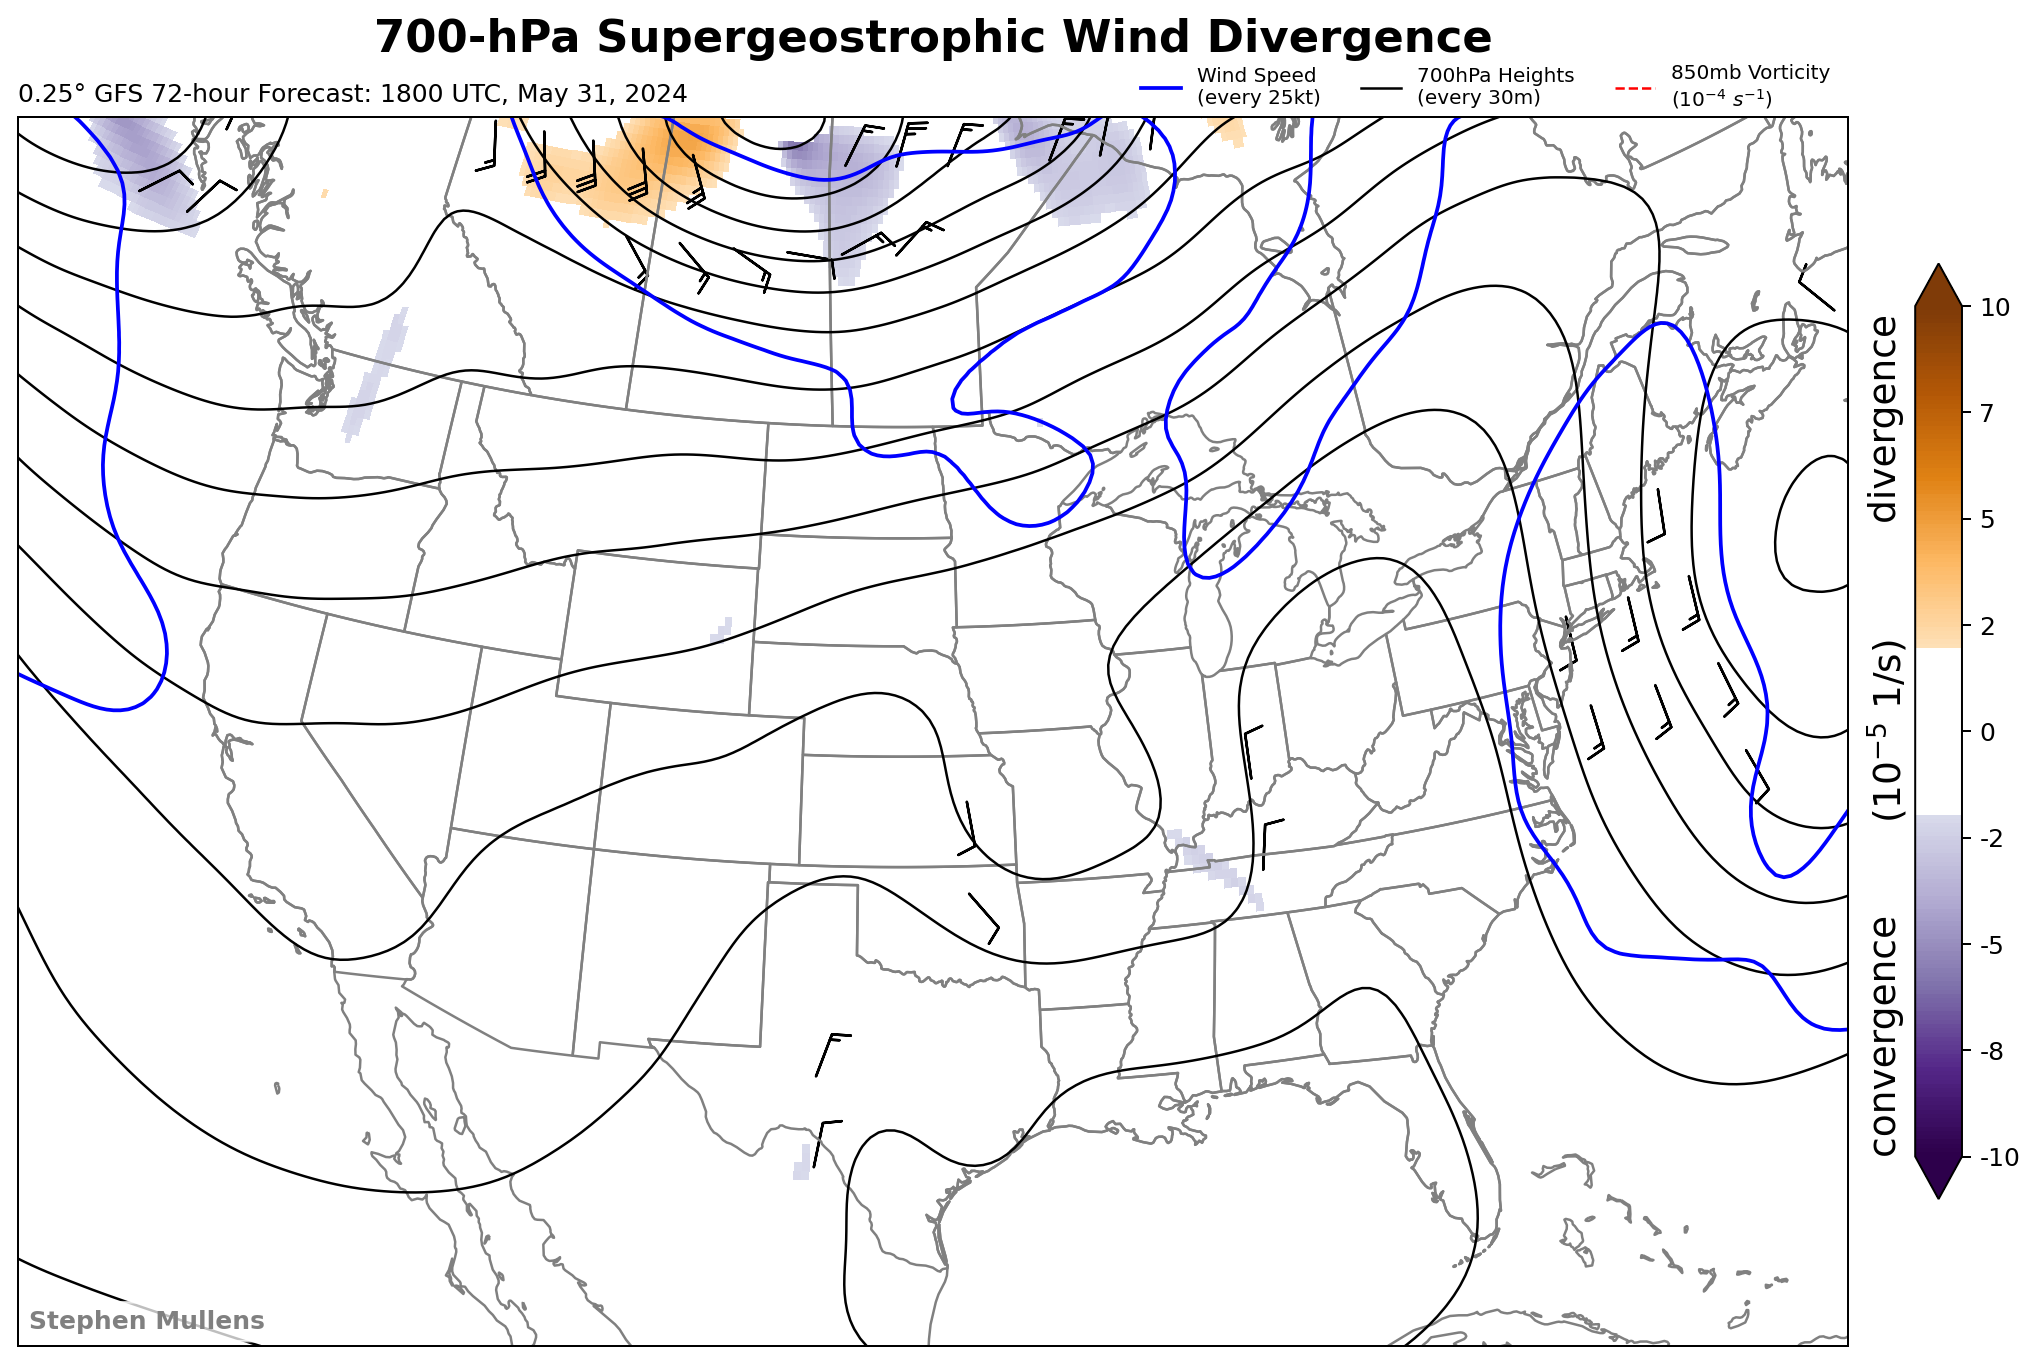 700-hPa Supergeostrophic Wind Divergence
0.25° GFS 72-hour Forecast: 1800 UTC, May 31, 2024
Wind Speed
(every 25kt)
700hPa Heights
(every 30m)
850mb Vorticity
(10⁻⁴ s⁻¹)
10
7
5
2
0
-2
-5
-8
-10
divergence
(10⁻⁵ 1/s)
convergence
Stephen Mullens